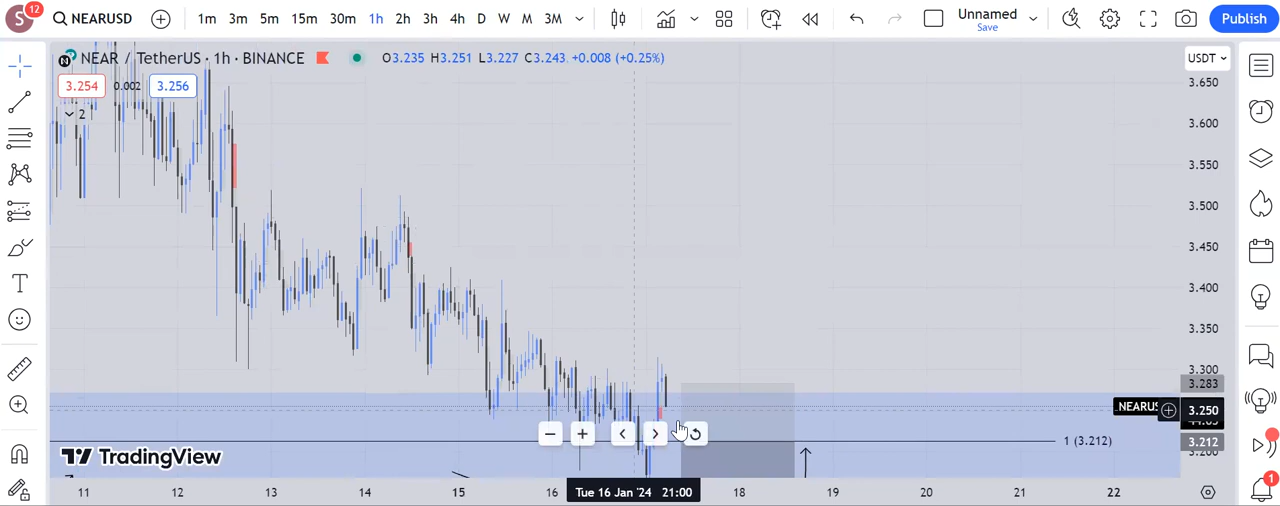 S 12 NEARUSD 1m 3m 5m 15m 30m 1h 2h 3h 4h D W M 3M Unnamed Save Publish
NEAR / TetherUS · 1h · BINANCE O3.235 H3.251 L3.227 C3.243 +0.008 (+0.25%) USDT
3.254 0.002 3.256
2
3.650
3.600
3.550
3.500
3.450
3.400
3.350
3.300
3.283
NEARUS 3.250
1 (3.212) 3.212
TradingView
11 12 13 14 15 16 Tue 16 Jan '24 21:00 18 19 20 21 22
1